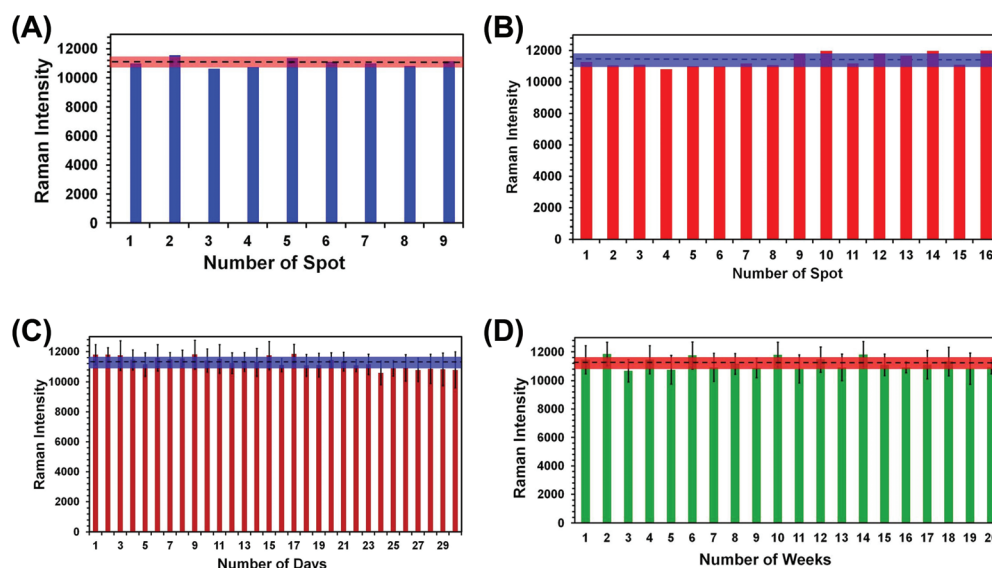 (A)
Raman Intensity
12000
10000
8000
6000
4000
2000
0
1 2 3 4 5 6 7 8 9
Number of Spot
(B)
Raman Intensity
12000
10000
8000
6000
4000
2000
0
1 2 3 4 5 6 7 8 9 10 11 12 13 14 15 16
Number of Spot
(C)
Raman Intensity
12000
10000
8000
6000
4000
2000
0
1 3 5 7 9 11 13 15 17 19 21 23 25 27 29
Number of Days
(D)
Raman Intensity
12000
10000
8000
6000
4000
2000
0
1 2 3 4 5 6 7 8 9 10 11 12 13 14 15 16 17 18 19 20
Number of Weeks